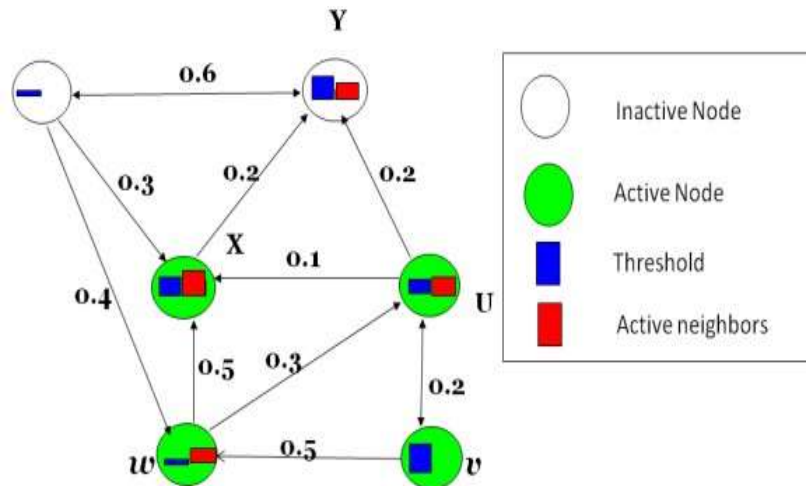 Y
0.6
Inactive Node
0.3
0.2
0.2
Active Node
X
0.1
Threshold
0.4
U
0.5
0.3
Active neighbors
0.2
w
0.5
v